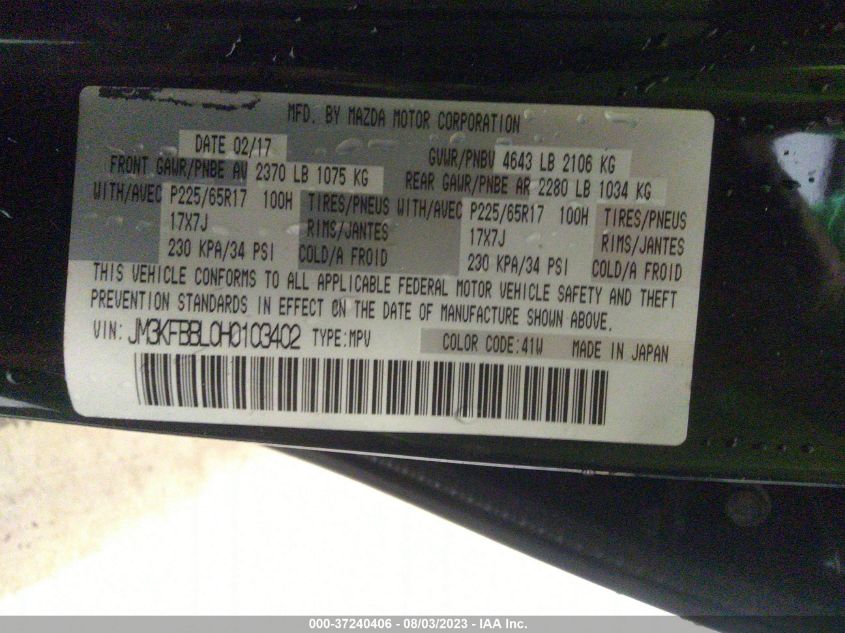 MFD. BY MAZDA MOTOR CORPORATION
DATE 02/17 GVWR/PNBV 4643 LB 2106 KG
FRONT GAWR/PNBE AV 2370 LB 1075 KG REAR GAWR/PNBE AR 2280 LB 1034 KG
WITH/AVEC P225/65R17 100H TIRES/PNEUS WITH/AVEC P225/65R17 100H TIRES/PNEUS
17X7J RIMS/JANTES 17X7J RIMS/JANTES
230 KPA/34 PSI COLD/A FROID 230 KPA/34 PSI COLD/A FROID
THIS VEHICLE CONFORMS TO ALL APPLICABLE FEDERAL MOTOR VEHICLE SAFETY AND THEFT
PREVENTION STANDARDS IN EFFECT ON THE DATE OF MANUFACTURE SHOWN ABOVE.
VIN: JM3KFBBL0H0103402 TYPE:MPV COLOR CODE:41W MADE IN JAPAN
000-37240406 - 08/03/2023 - IAA Inc.